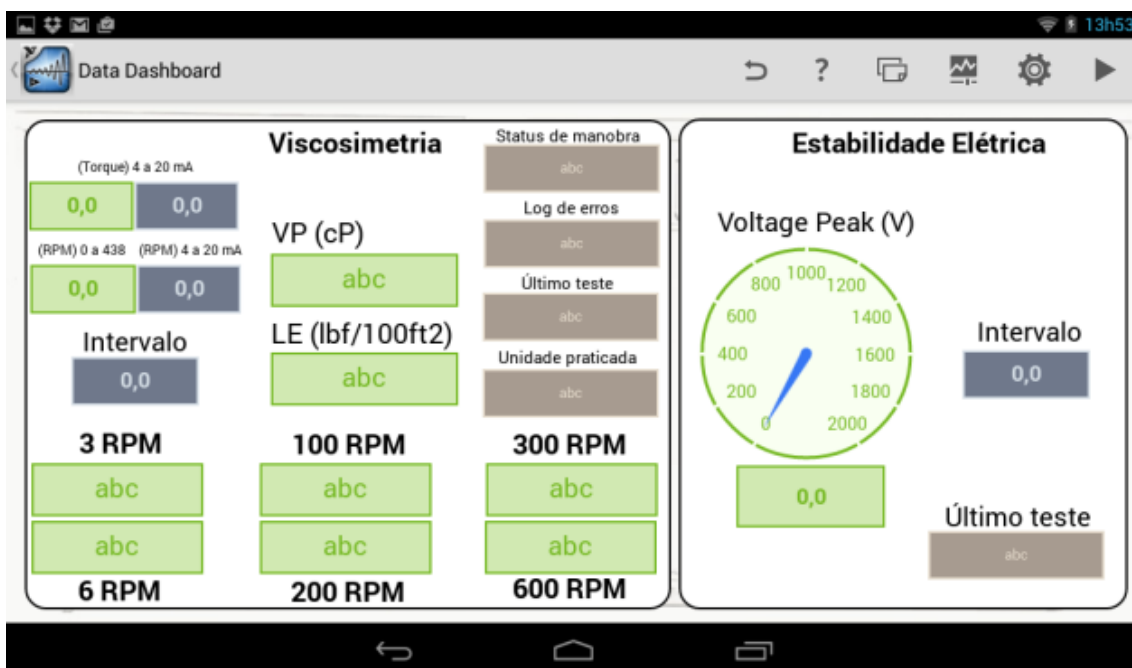 13h53
Data Dashboard
?
Viscosimetria
(Torque) 4 a 20 mA
0,0
0,0
(RPM) 0 a 438
(RPM) 4 a 20 mA
0,0
0,0
Intervalo
0,0
VP (cP)
abc
LE (lbf/100ft2)
abc
Status de manobra
abc
Log de erros
abc
Último teste
abc
Unidade praticada
abc
3 RPM
100 RPM
300 RPM
abc
abc
abc
abc
abc
abc
6 RPM
200 RPM
600 RPM
Estabilidade Elétrica
Voltage Peak (V)
0
200
400
600
800
1000
1200
1400
1600
1800
2000
0,0
Intervalo
0,0
Último teste
abc